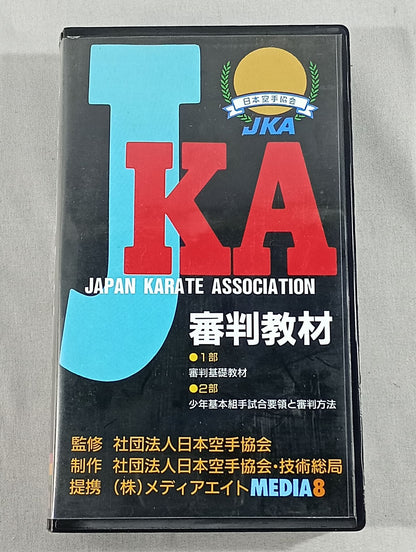 日本空手協会
JKA
JKA
JAPAN KARATE ASSOCIATION
審判教材
●1部
審判基礎教材
●2部
少年基本組手試合要領と審判方法
監修 社団法人日本空手協会
制作 社団法人日本空手協会・技術総局
提携 (株)メディアエイト MEDIA8